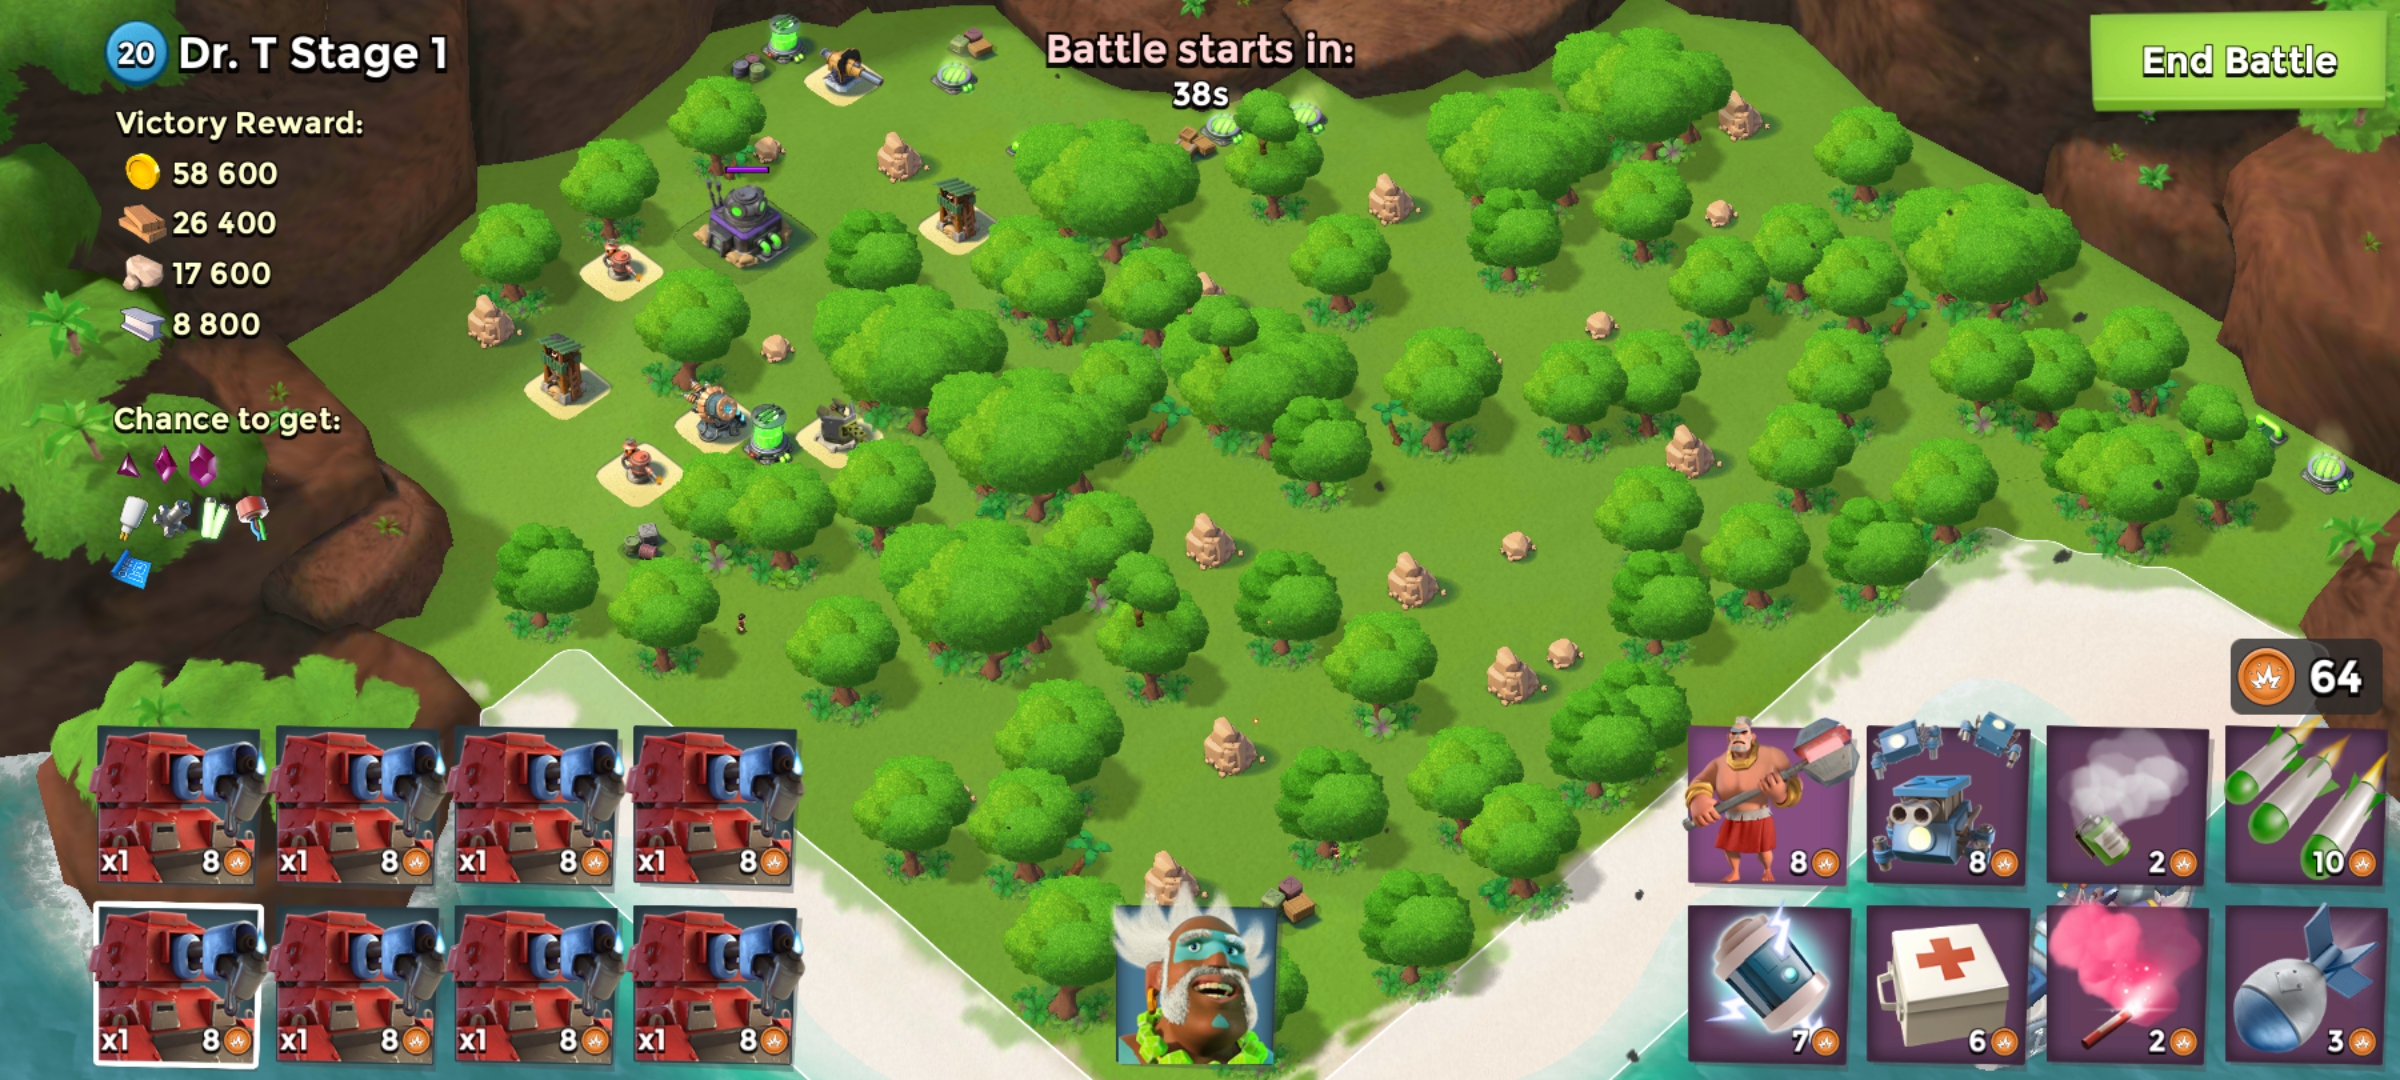 20 Dr. T Stage 1
Victory Reward:
58 600
26 400
17 600
8 800
Chance to get:
Battle starts in:
38s
End Battle
64
x1 8 x1 8 x1 8 x1 8
x1 8 x1 8 x1 8 x1 8
8 8 2 10
7 6 2 3